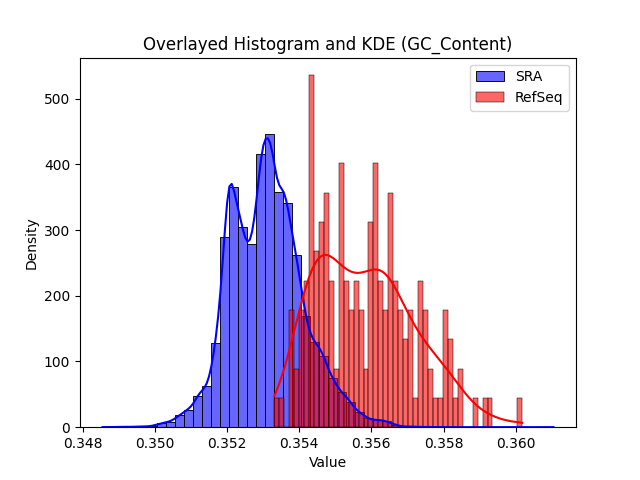 Overlayed Histogram and KDE (GC_Content)
SRA
RefSeq
500
400
300
200
100
0
Density
0.348 0.350 0.352 0.354 0.356 0.358 0.360
Value